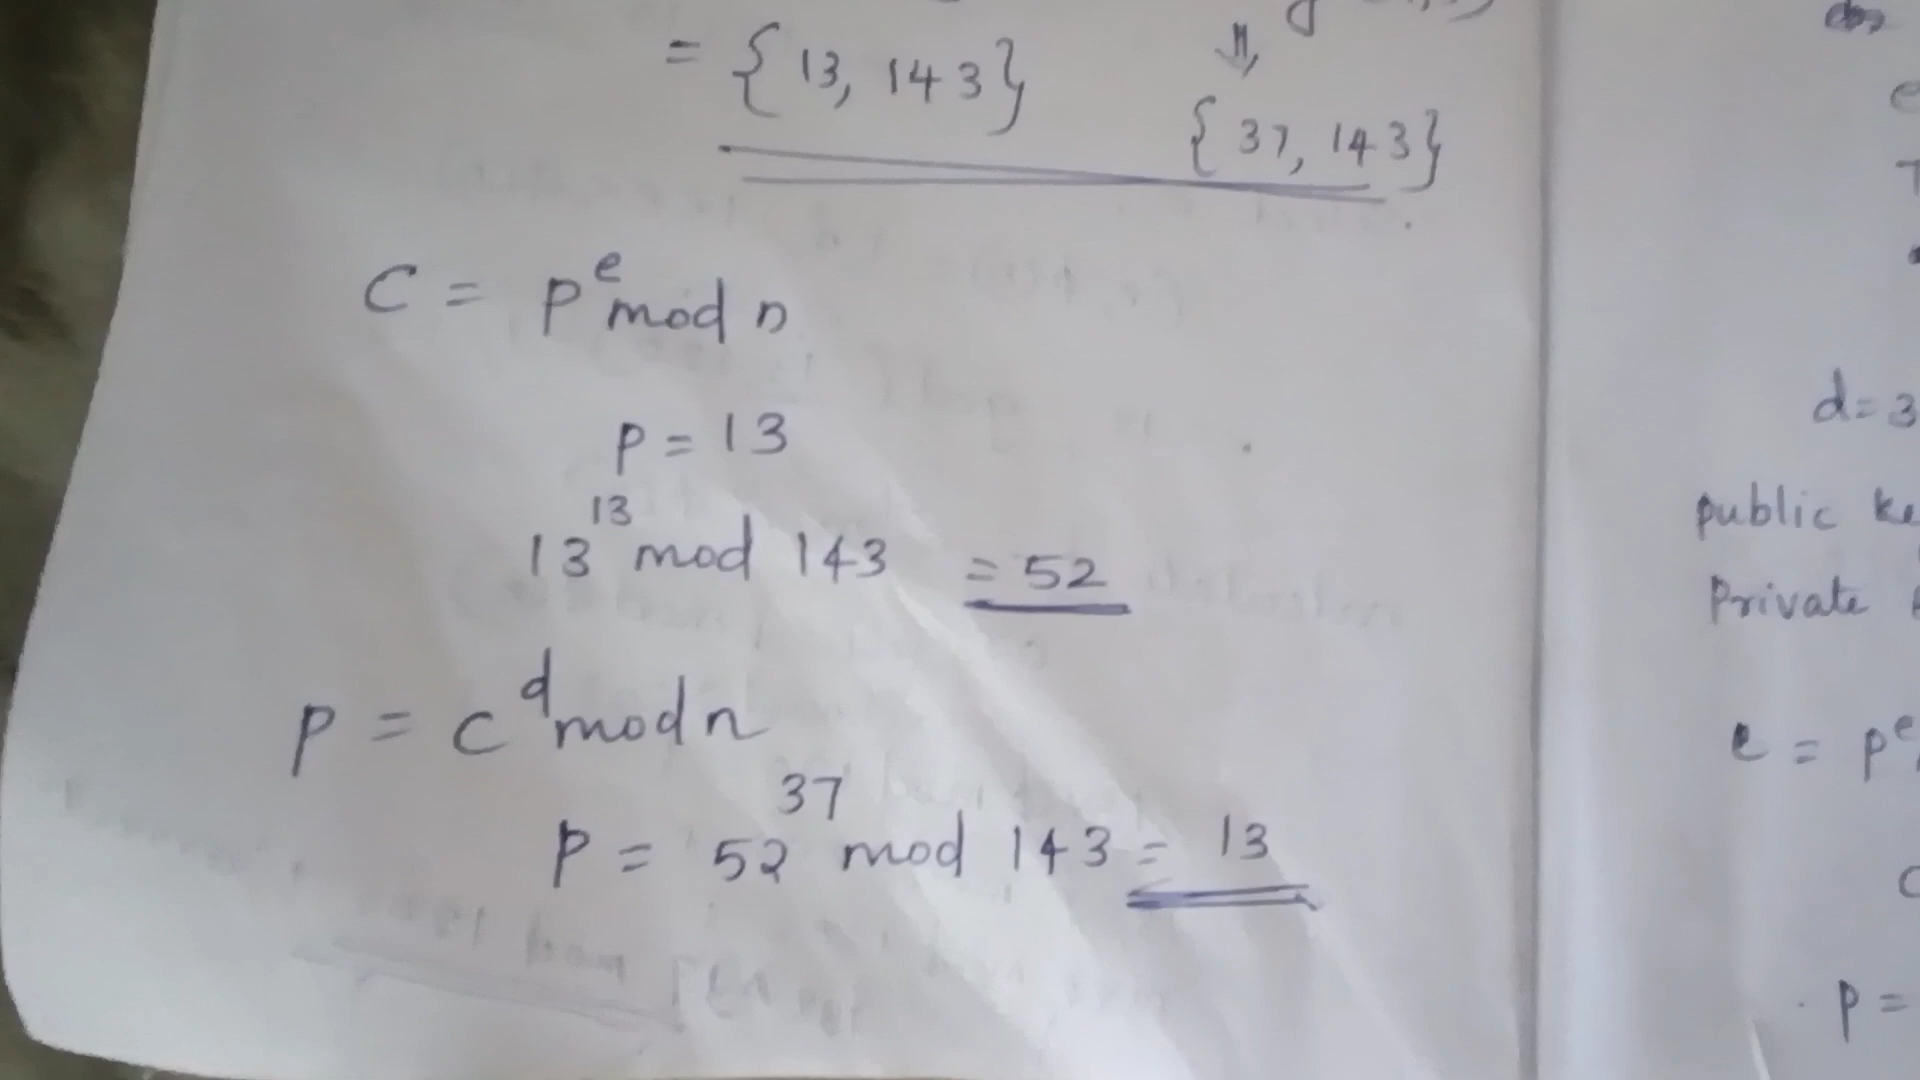 = {13, 143}
{37, 143}
C = P^e mod n
P = 13
13^13 mod 143 = 52
P = C^d mod n
P = 52^37 mod 143 = 13
d = 3
public ke
Private
e = p^e
C
P =